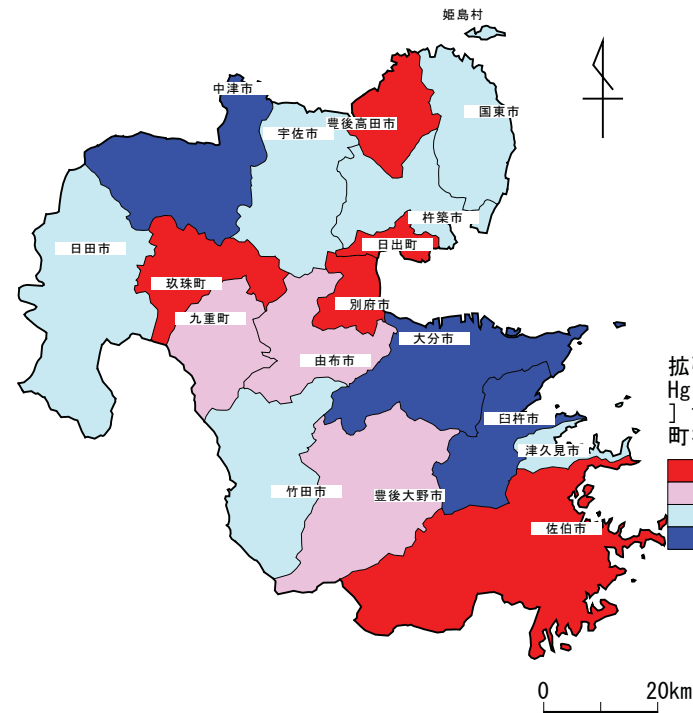 姫島村
中津市
国東市
宇佐市
豊後高田市
杵築市
日出町
日田市
玖珠町
別府市
九重町
大分市
由布市
拡
Hg
臼杵市
]
津久見市
町
竹田市
豊後大野市
佐伯市
0 20km